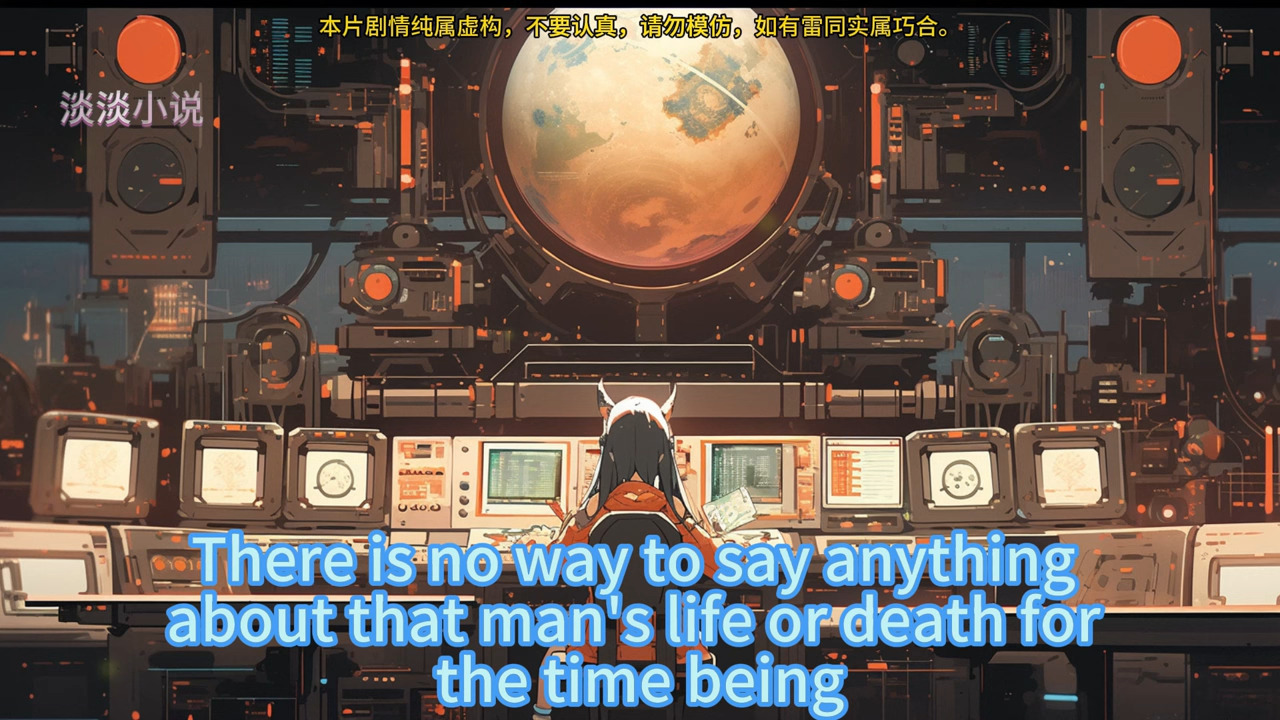 本片剧情纯属虚构，不要认真，请勿模仿，如有雷同实属巧合。
淡淡小说
There is no way to say anything
about that man's life or death for
the time being